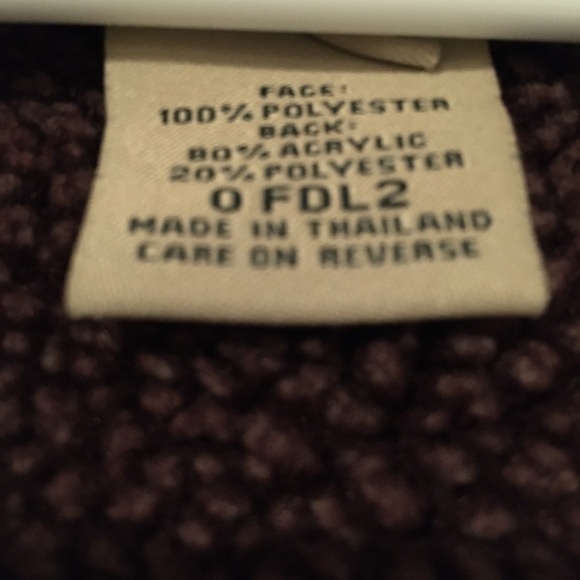 FACE:
100% POLYESTER
BACK:
80% ACRYLIC
20% POLYESTER
0 FDL2
MADE IN THAILAND
CARE ON REVERSE